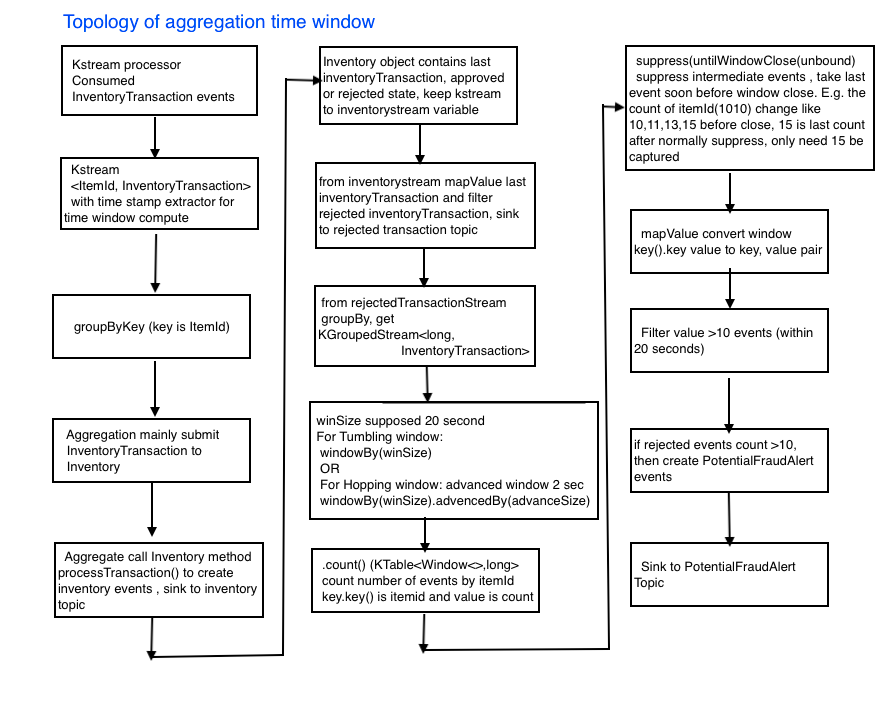 Topology of aggregation time window
Kstream processor
Consumed
InventoryTransaction events
Kstream
<ItemId, InventoryTransaction>
with time stamp extractor for
time window compute
groupByKey (key is ItemId)
Aggregation mainly submit
InventoryTransaction to
Inventory
Aggregate call Inventory method
processTransaction() to create
inventory events , sink to inventory
topic
Inventory object contains last
inventoryTransaction, approved
or rejected state, keep kstream
to inventorystream variable
from inventorystream mapValue last
inventoryTransaction and filter
rejected inventoryTransaction, sink
to rejected transaction topic
from rejectedTransactionStream
groupBy, get
KGroupedStream<long,
InventoryTransaction>
winSize supposed 20 second
For Tumbling window:
windowBy(winSize)
OR
For Hopping window: advanced window 2 sec
windowBy(winSize).advencedBy(advanceSize)
.count() (KTable<Window<>,long>
count number of events by itemId
key.key() is itemid and value is count
suppress(untilWindowClose(unbound)
suppress intermediate events , take last
event soon before window close. E.g. the
count of itemId(1010) change like
10,11,13,15 before close, 15 is last count
after normally suppress, only need 15 be
captured
mapValue convert window
key().key value to key, value pair
Filter value >10 events (within
20 seconds)
if rejected events count >10,
then create PotentialFraudAlert
events
Sink to PotentialFraudAlert
Topic